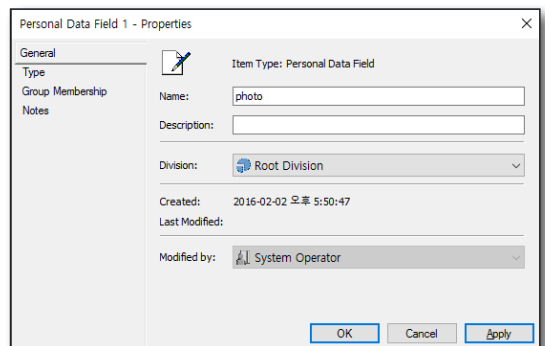 Personal Data Field 1 - Properties
General
Type
Group Membership
Notes
Item Type: Personal Data Field
Name: photo
Description:
Division: Root Division
Created: 2016-02-02 오후 5:50:47
Last Modified:
Modified by: System Operator
OK Cancel Apply